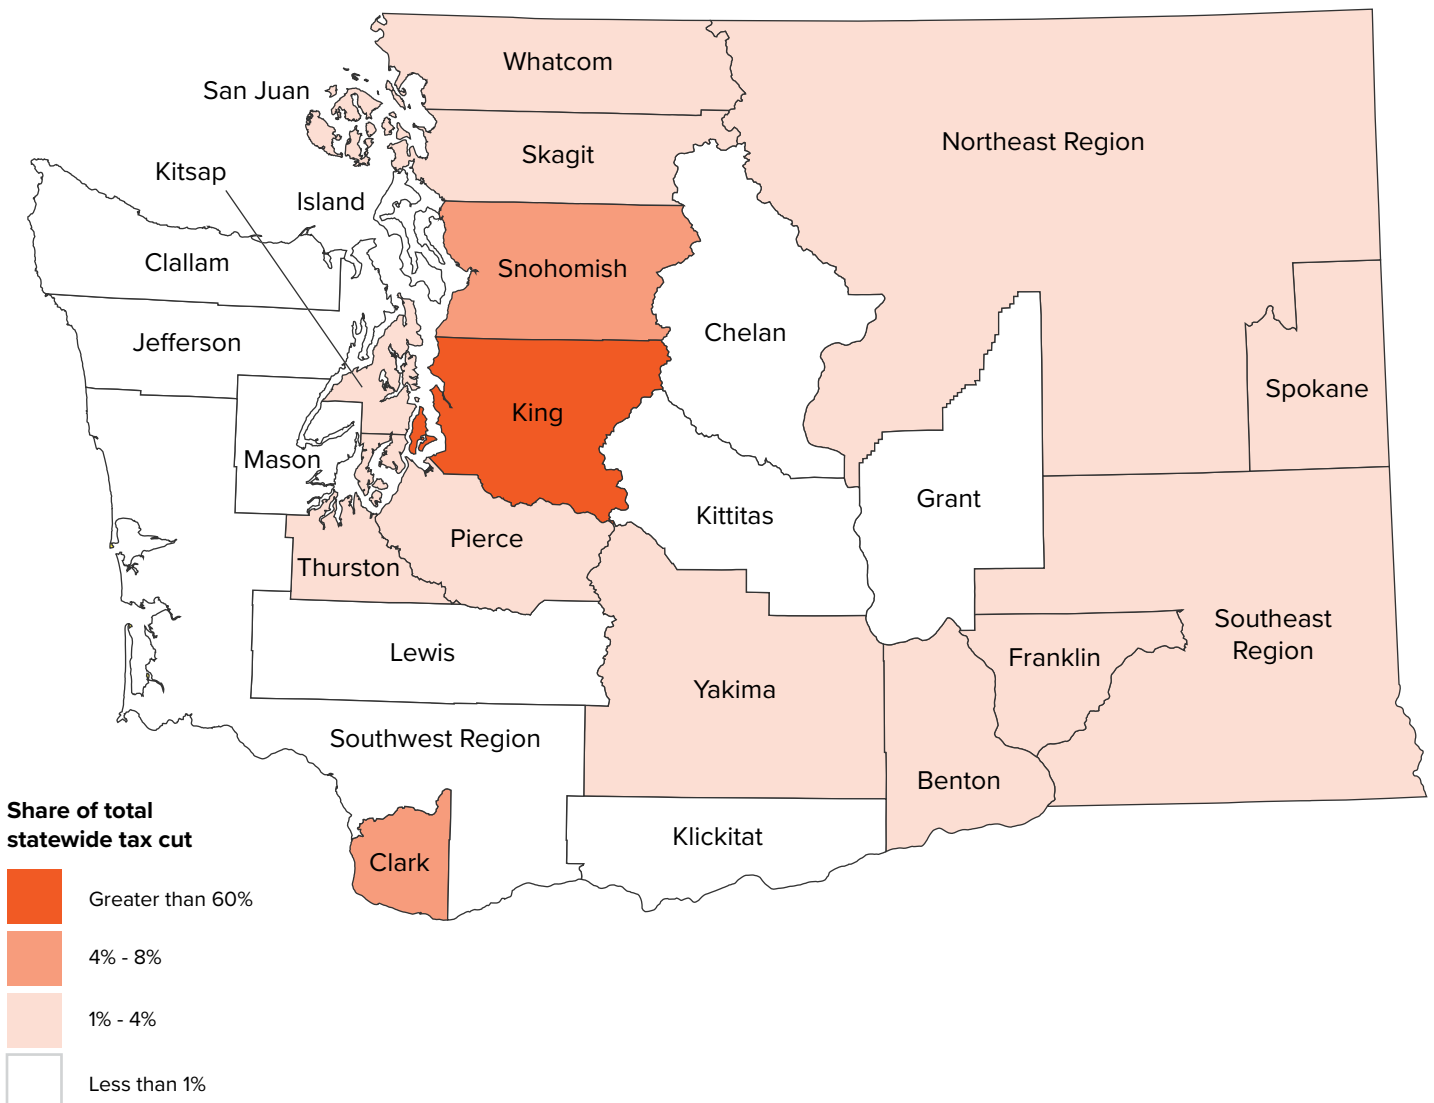 Whatcom
San Juan
Northeast Region
Skagit
Kitsap
Island
Clallam
Snohomish
Chelan
Jefferson
Spokane
King
Mason
Grant
Kittitas
Pierce
Thurston
Southeast
Region
Lewis
Franklin
Yakima
Southwest Region
Benton
Klickitat
Clark
Share of total
statewide tax cut
Greater than 60%
4% - 8%
1% - 4%
Less than 1%